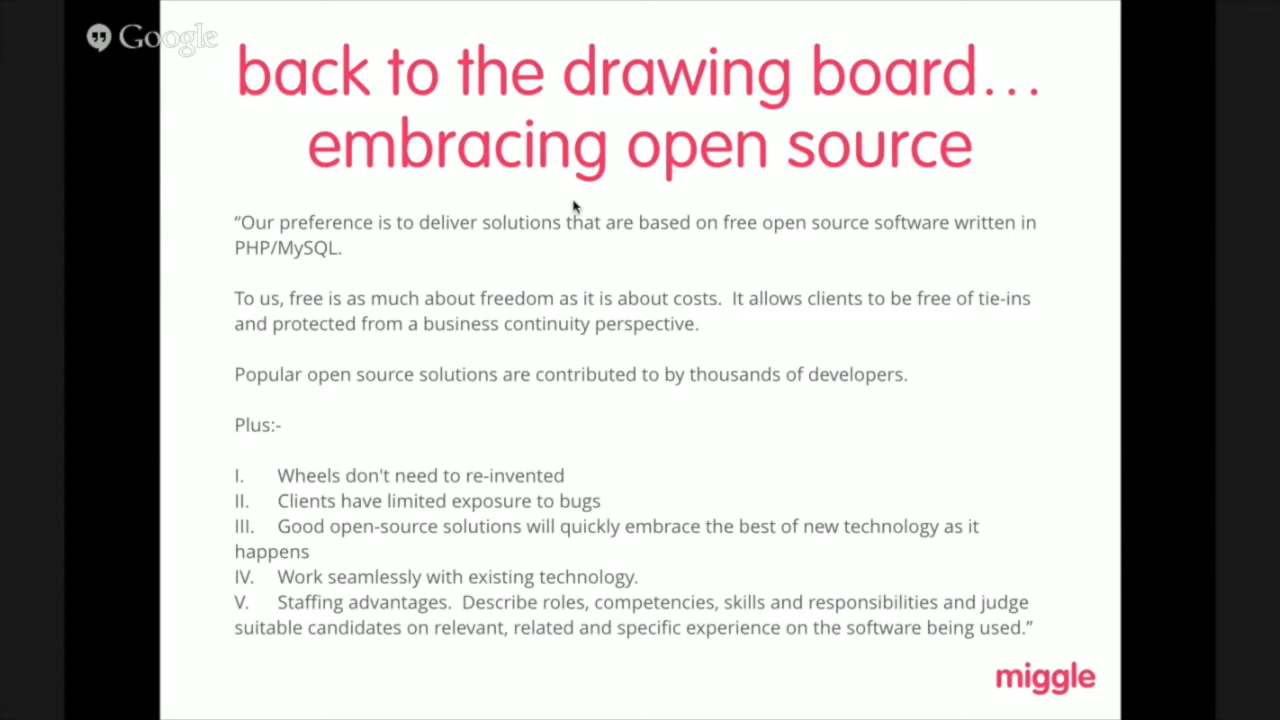 Google
back to the drawing board...
embracing open source
“Our preference is to deliver solutions that are based on free open source software written in
PHP/MySQL.
To us, free is as much about freedom as it is about costs.  It allows clients to be free of tie-ins
and protected from a business continuity perspective.
Popular open source solutions are contributed to by thousands of developers.
Plus:-
I. Wheels don't need to re-invented
II. Clients have limited exposure to bugs
III. Good open-source solutions will quickly embrace the best of new technology as it
happens
IV. Work seamlessly with existing technology.
V. Staffing advantages.  Describe roles, competencies, skills and responsibilities and judge
suitable candidates on relevant, related and specific experience on the software being used.”
miggle